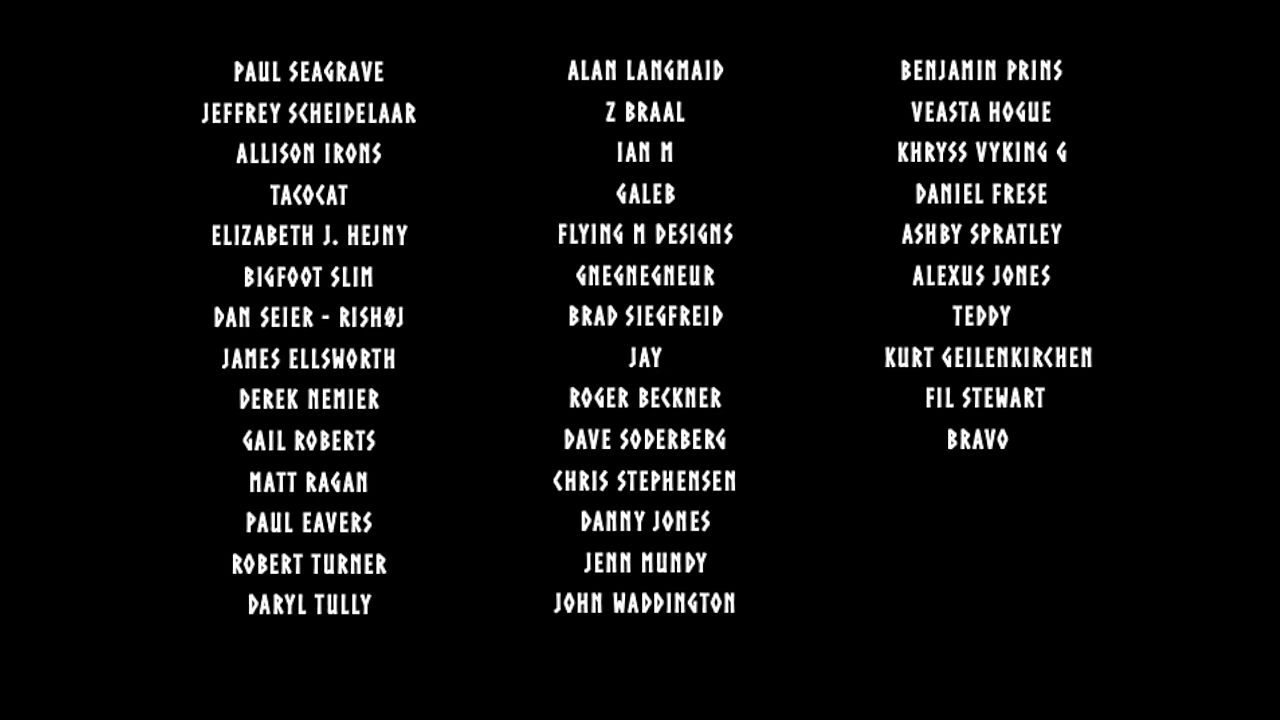 PAUL SEAGRAVE
JEFFREY SCHEIDELAAR
ALLISON IRONS
TACOCAT
ELIZABETH J. HEJNY
BIGFOOT SLIM
DAN SEIER - RISHØJ
JAMES ELLSWORTH
DEREK NEMIER
GAIL ROBERTS
MATT RAGAN
PAUL EAVERS
ROBERT TURNER
DARYL TULLY
ALAN LANGMAID
Z BRAAL
IAN M
GALEB
FLYING M DESIGNS
GNEGNEGNEUR
BRAD SIEGFREID
JAY
ROGER BECKNER
DAVE SODERBERG
CHRIS STEPHENSEN
DANNY JONES
JENN MUNDY
JOHN WADDINGTON
BENJAMIN PRINS
VEASTA HOGUE
KHRYSS VYKING G
DANIEL FRESE
ASHBY SPRATLEY
ALEXUS JONES
TEDDY
KURT GEILENKIRCHEN
FIL STEWART
BRAVO